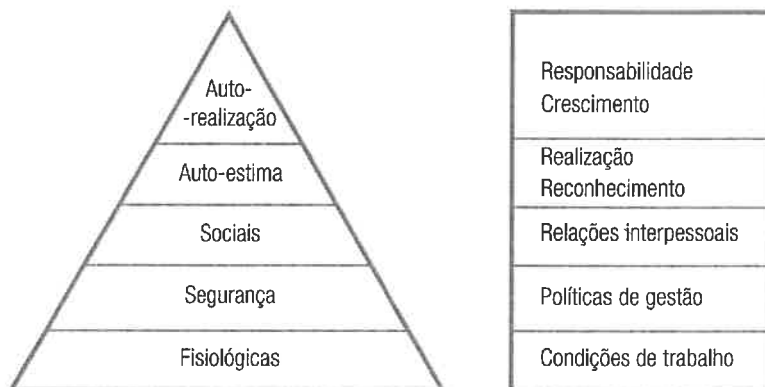 Auto-
-realização
Auto-estima
Sociais
Segurança
Fisiológicas
Responsabilidade
Crescimento
Realização
Reconhecimento
Relações interpessoais
Políticas de gestão
Condições de trabalho